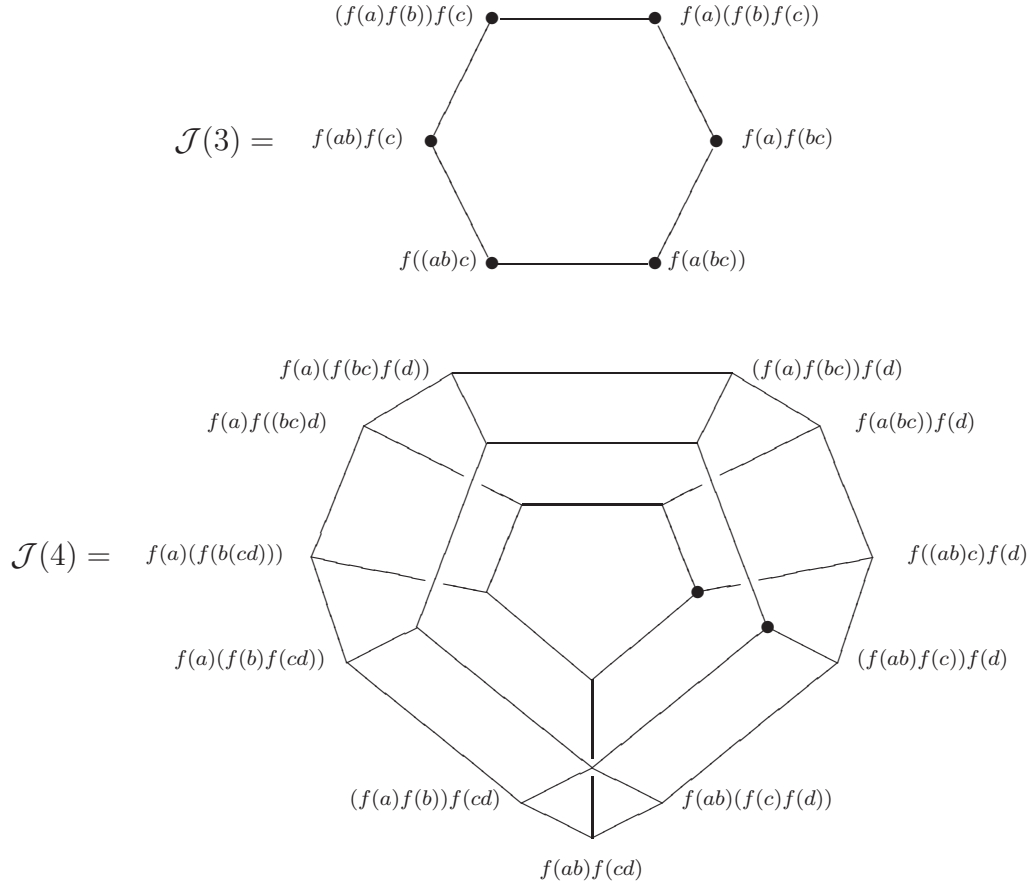 (f(a)f(b))f(c) f(a)(f(b)f(c))
𝒥(3) = f(ab)f(c) f(a)f(bc)
f((ab)c) f(a(bc))
f(a)(f(bc)f(d)) (f(a)f(bc))f(d)
f(a)f((bc)d) f(a(bc))f(d)
𝒥(4) = f(a)(f(b(cd))) f((ab)c)f(d)
f(a)(f(b)f(cd)) (f(ab)f(c))f(d)
(f(a)f(b))f(cd) f(ab)(f(c)f(d))
f(ab)f(cd)